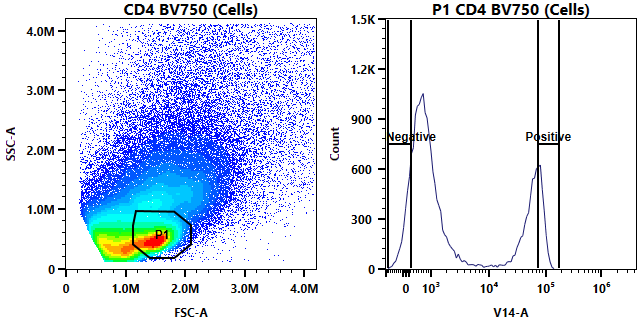 CD4 BV750 (Cells)
4.0M
3.0M
2.0M
1.0M
0
SSC-A
P1
0
1.0M
2.0M
3.0M
4.0M
FSC-A
P1 CD4 BV750 (Cells)
1.5K
1.2K
900
600
300
0
Count
Negative
Positive
0
10³
10⁴
10⁵
10⁶
V14-A